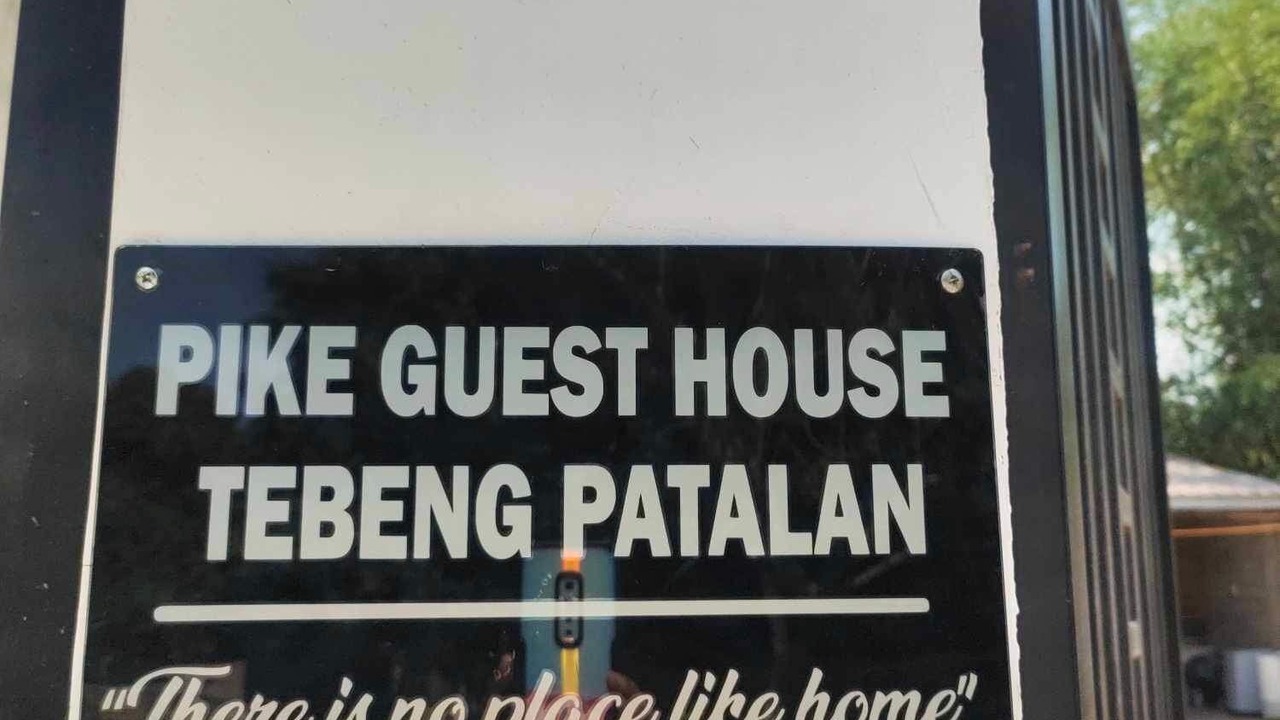 PIKE GUEST HOUSE
TEBENG PATALAN
"There is no place like home"